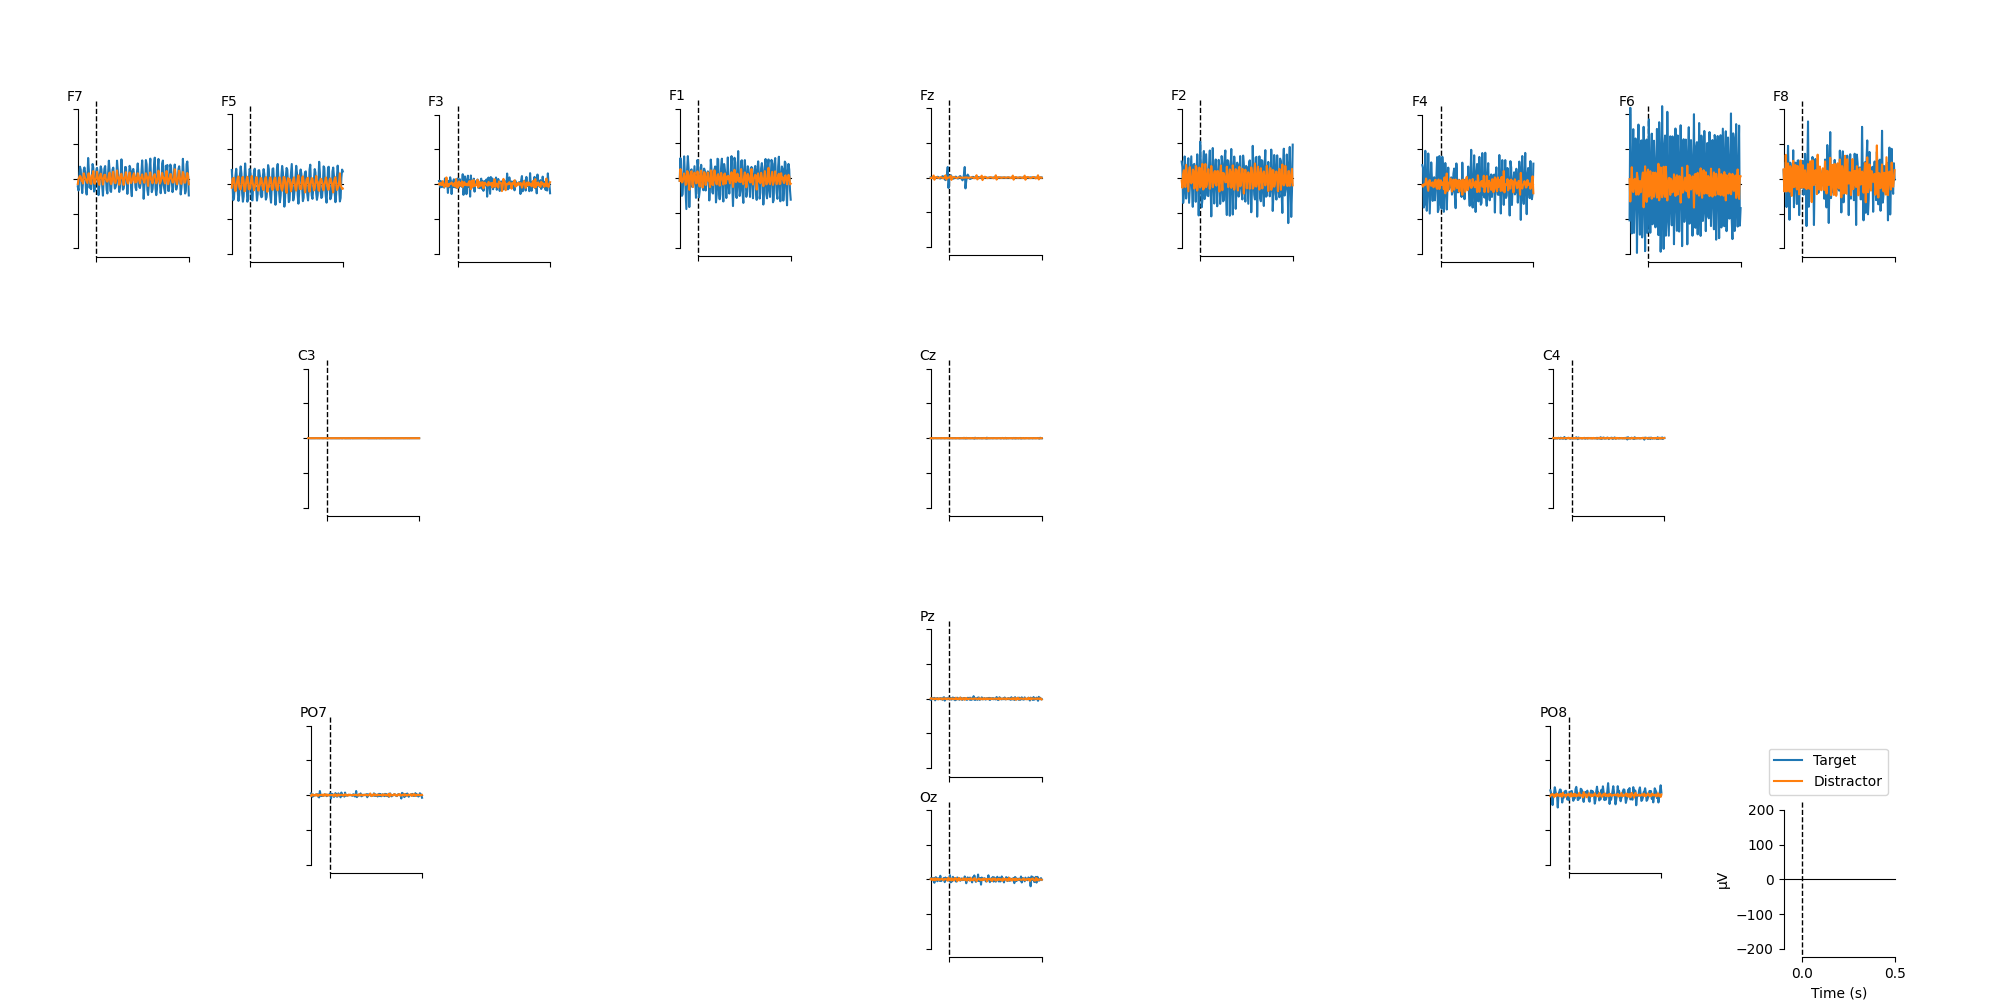 F7
F5
F3
F1
Fz
F2
F4
F6
F8
C3
Cz
C4
Pz
PO7
PO8
Target
Distractor
Oz
200
100
0
−100
−200
µV
0.0
0.5
Time (s)